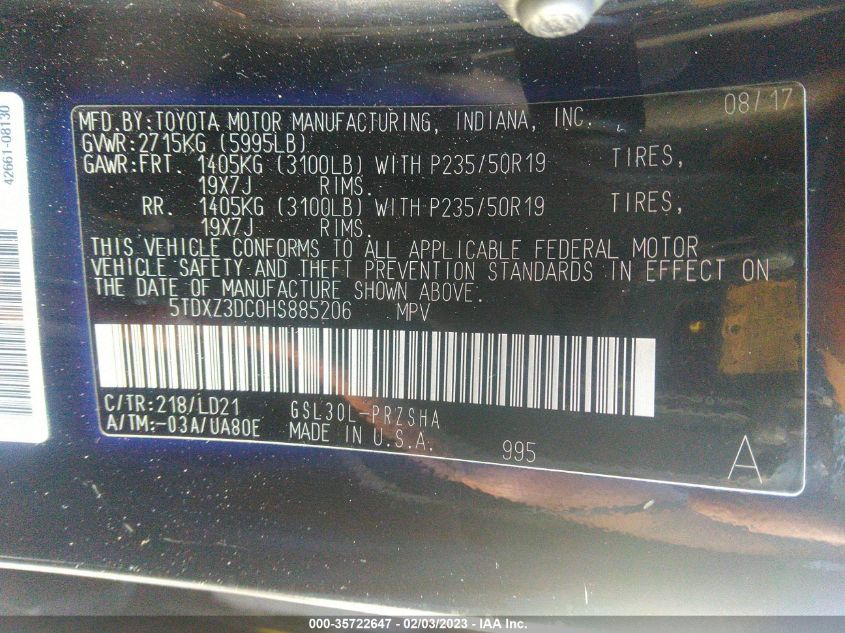 42661-08130
08/17
MFD.BY:TOYOTA MOTOR MANUFACTURING, INDIANA, INC.
GVWR:2715KG (5995LB)
GAWR:FRT. 1405KG (3100LB) WITH P235/50R19 TIRES,
19X7J RIMS.
RR. 1405KG (3100LB) WITH P235/50R19 TIRES,
19X7J RIMS.
THIS VEHICLE CONFORMS TO ALL APPLICABLE FEDERAL MOTOR
VEHICLE SAFETY AND THEFT PREVENTION STANDARDS IN EFFECT ON
THE DATE OF MANUFACTURE SHOWN ABOVE.
5TDXZ3DC0HS885206 MPV
C/TR:218/LD21 GSL30L-PRZSHA
A/TM:-03A/UA80E MADE IN U.S.A. 995 A
000-35722647 — 02/03/2023 — IAA Inc.